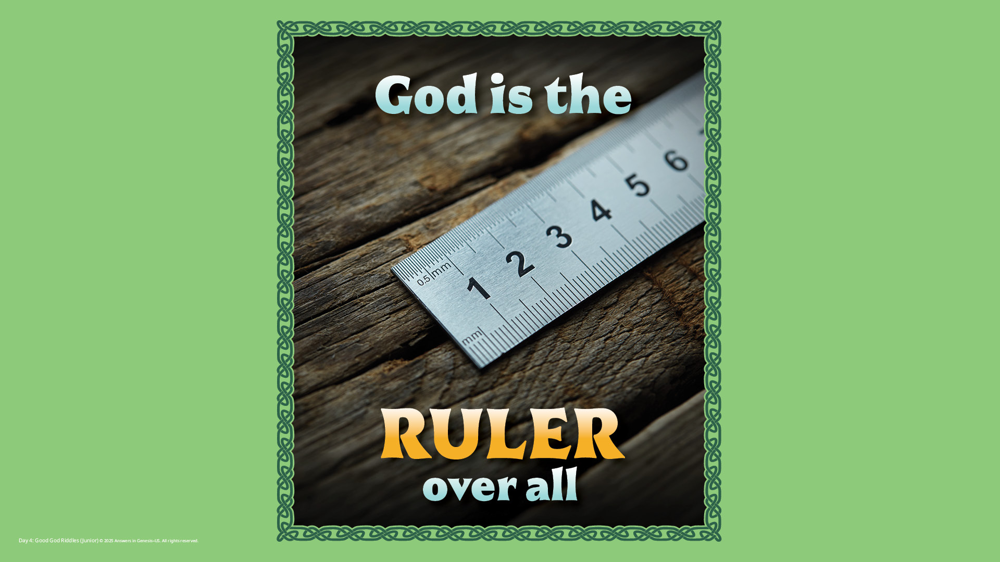 God is the
6
5
4
3
2
1
0.5 mm
mm
RULER
over all
Day 4: Good God Riddles (Junior) © 2025 Answers in Genesis–US. All rights reserved.